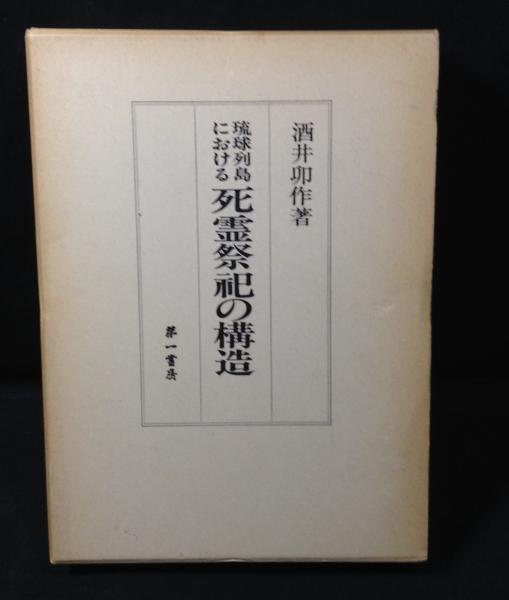 酒井卯作著
琉球列島
における
死霊祭祀の構造
第一書房